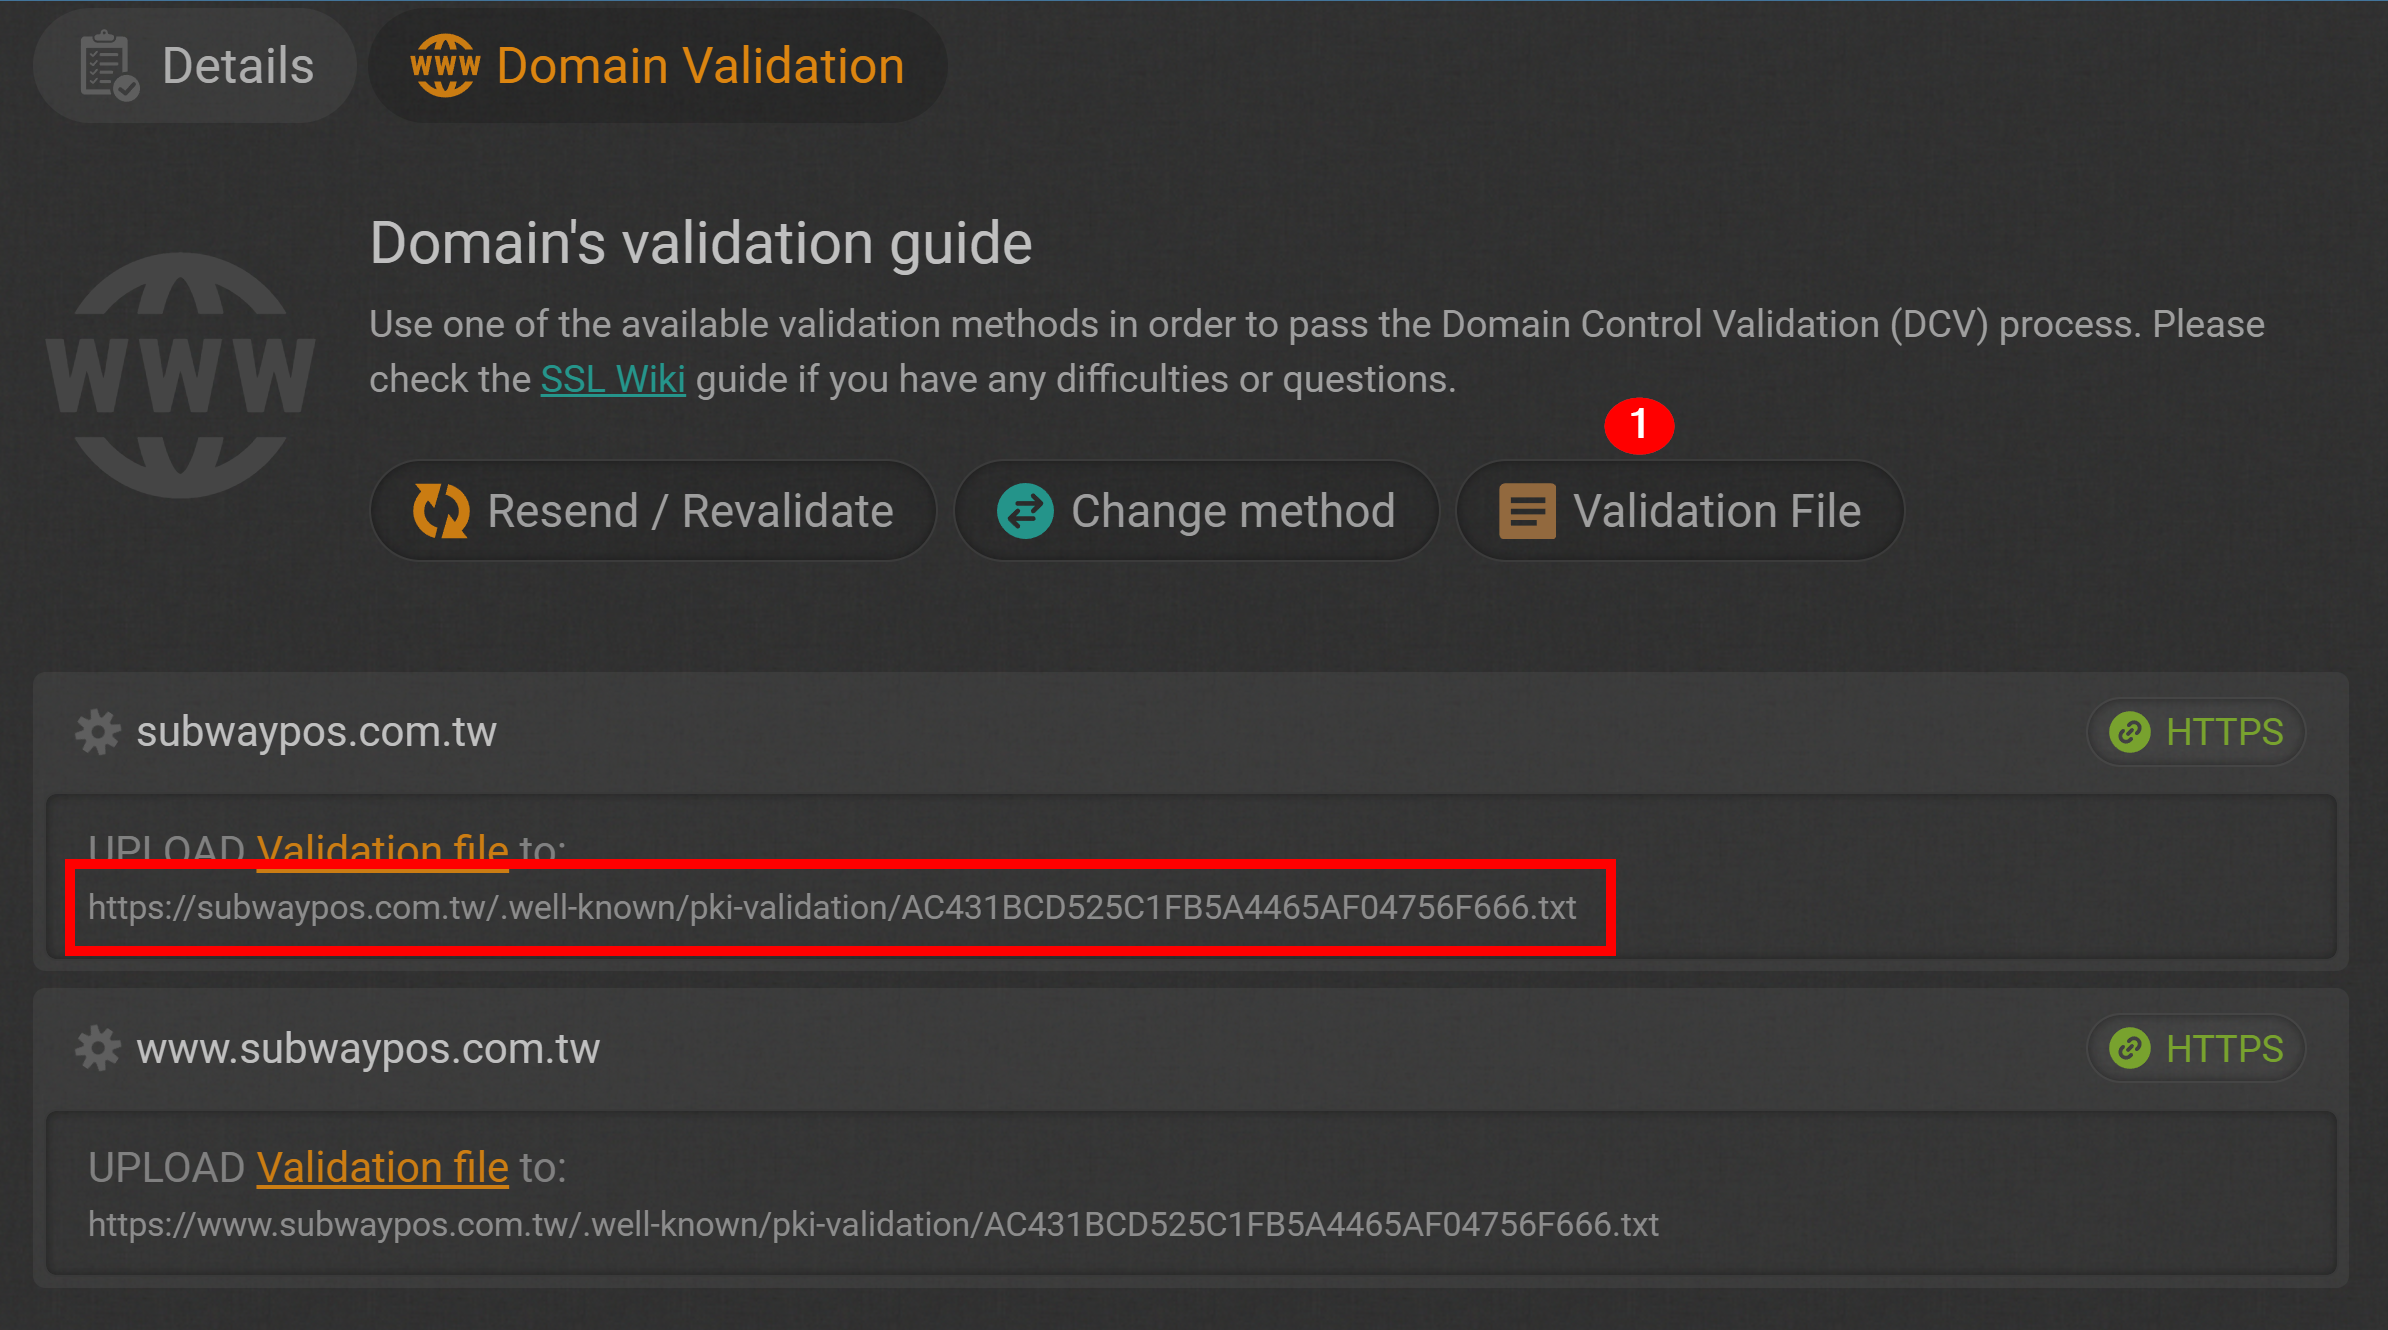 Details
WWW Domain Validation
WWW
Domain's validation guide
Use one of the available validation methods in order to pass the Domain Control Validation (DCV) process. Please
check the SSL Wiki guide if you have any difficulties or questions.
1
Resend / Revalidate
Change method
Validation File
subwaypos.com.tw
HTTPS
UPLOAD Validation file to:
https://subwaypos.com.tw/.well-known/pki-validation/AC431BCD525C1FB5A4465AF04756F666.txt
www.subwaypos.com.tw
HTTPS
UPLOAD Validation file to:
https://www.subwaypos.com.tw/.well-known/pki-validation/AC431BCD525C1FB5A4465AF04756F666.txt